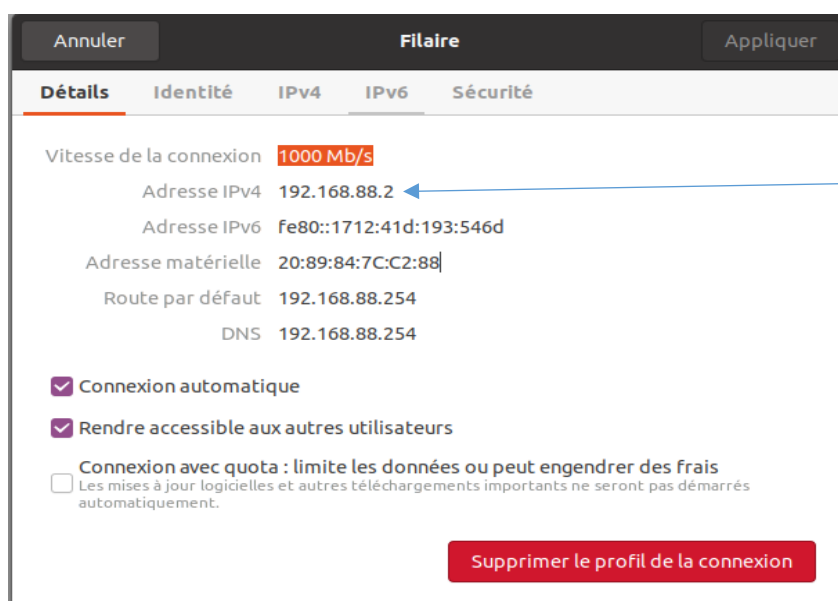 Annuler Filaire Appliquer
Détails Identité IPv4 IPv6 Sécurité
Vitesse de la connexion 1000 Mb/s
Adresse IPv4 192.168.88.2
Adresse IPv6 fe80::1712:41d:193:546d
Adresse matérielle 20:89:84:7C:C2:88
Route par défaut 192.168.88.254
DNS 192.168.88.254
Connexion automatique
Rendre accessible aux autres utilisateurs
Connexion avec quota : limite les données ou peut engendrer des frais
Les mises à jour logicielles et autres téléchargements importants ne seront pas démarrés
automatiquement.
Supprimer le profil de la connexion